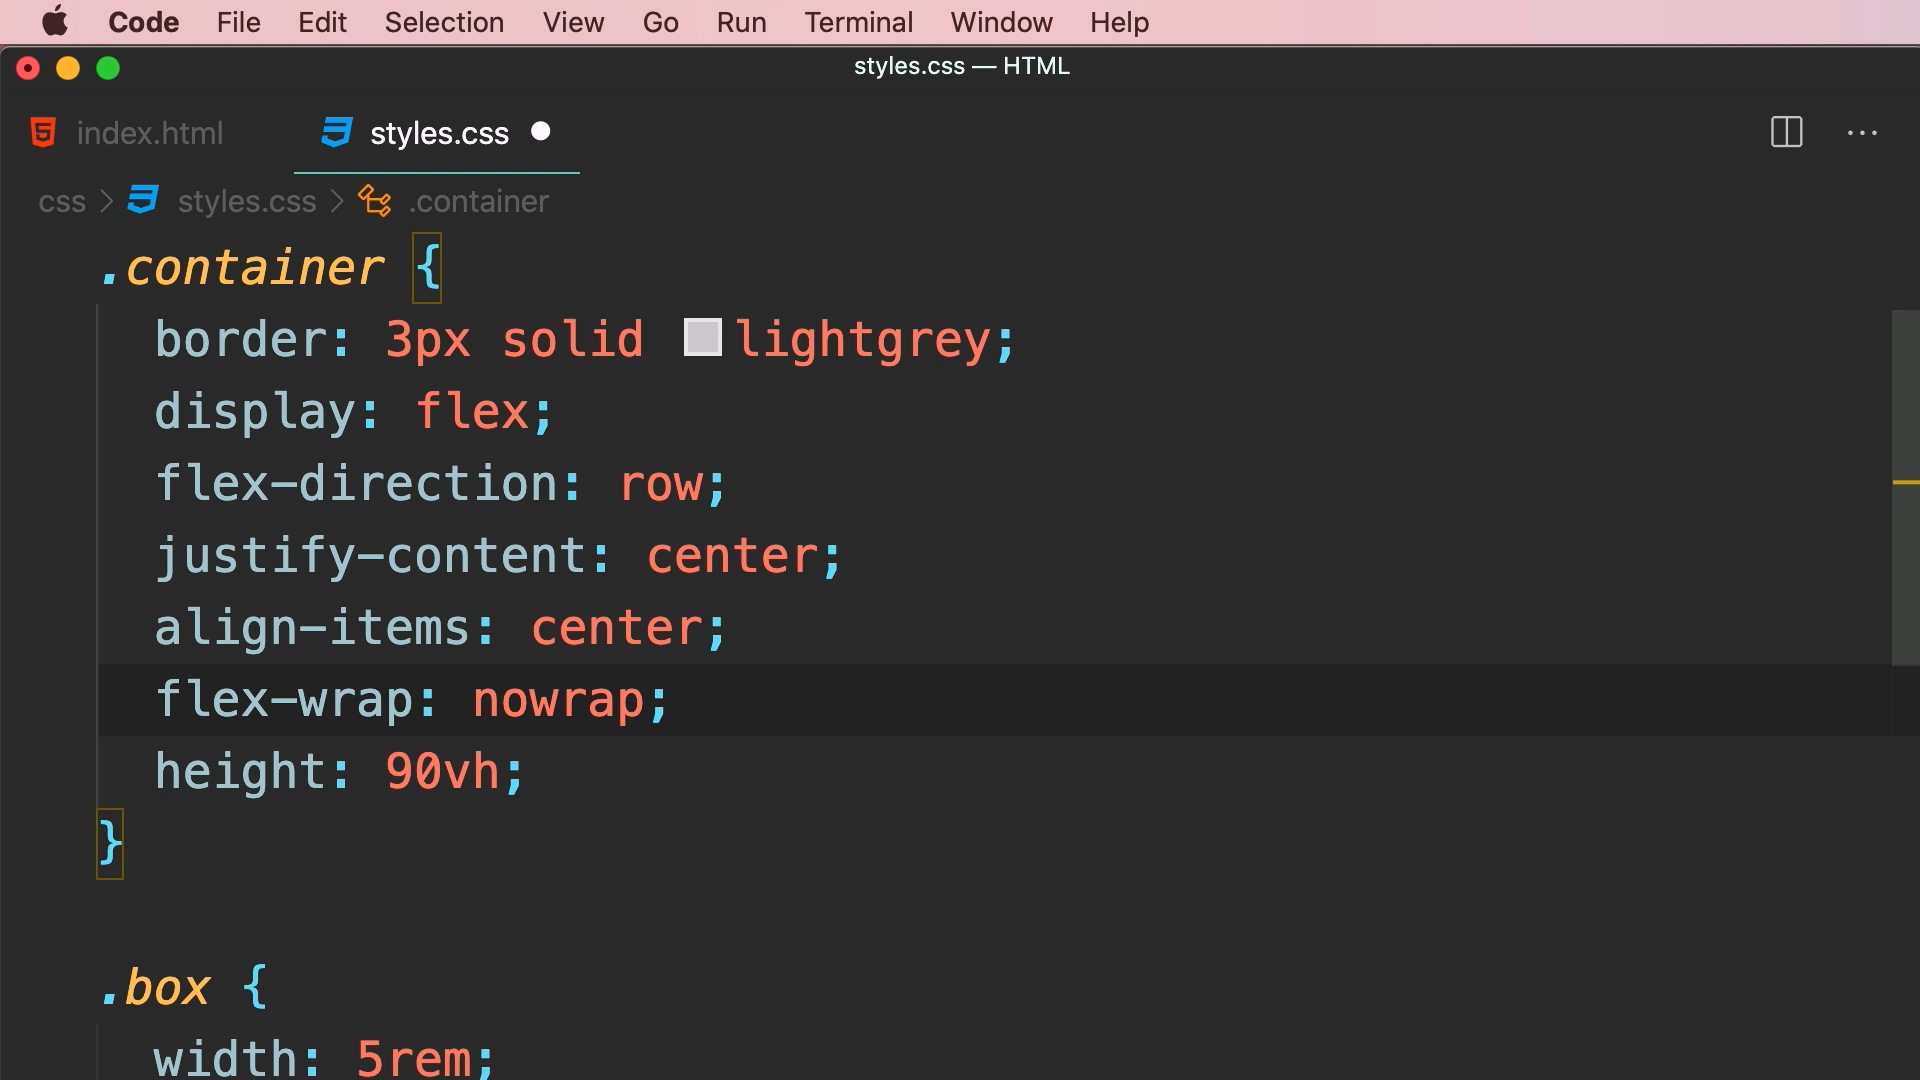 Code File Edit Selection View Go Run Terminal Window Help
styles.css — HTML
index.html styles.css
css > styles.css > .container
.container {
border: 3px solid lightgrey;
display: flex;
flex-direction: row;
justify-content: center;
align-items: center;
flex-wrap: nowrap;
height: 90vh;
}
.box {
width: 5rem;